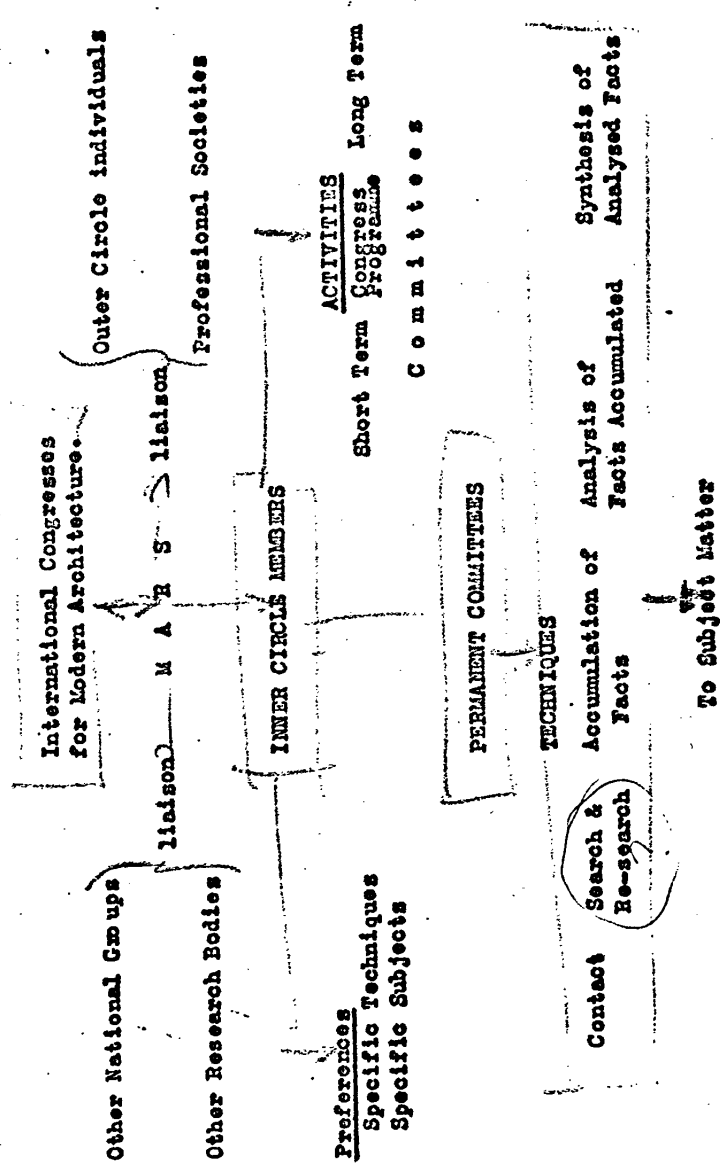 International Congresses
for Modern Architecture.
Other National Groups
Outer Circle individuals
liaison M A R S liaison
Other Research Bodies
Professional Societies
INNER CIRCLE MEMBERS
Preferences
Specific Techniques
Specific Subjects
ACTIVITIES
Short Term Congress Programme Long Term
C o m m i t t e e s
PERMANENT COMMITTEES
TECHNIQUES
Contact
Search &
Re-search
Accumulation of
Facts
Analysis of
Facts Accumulated
Synthesis of
Analysed Facts
To Subject Matter